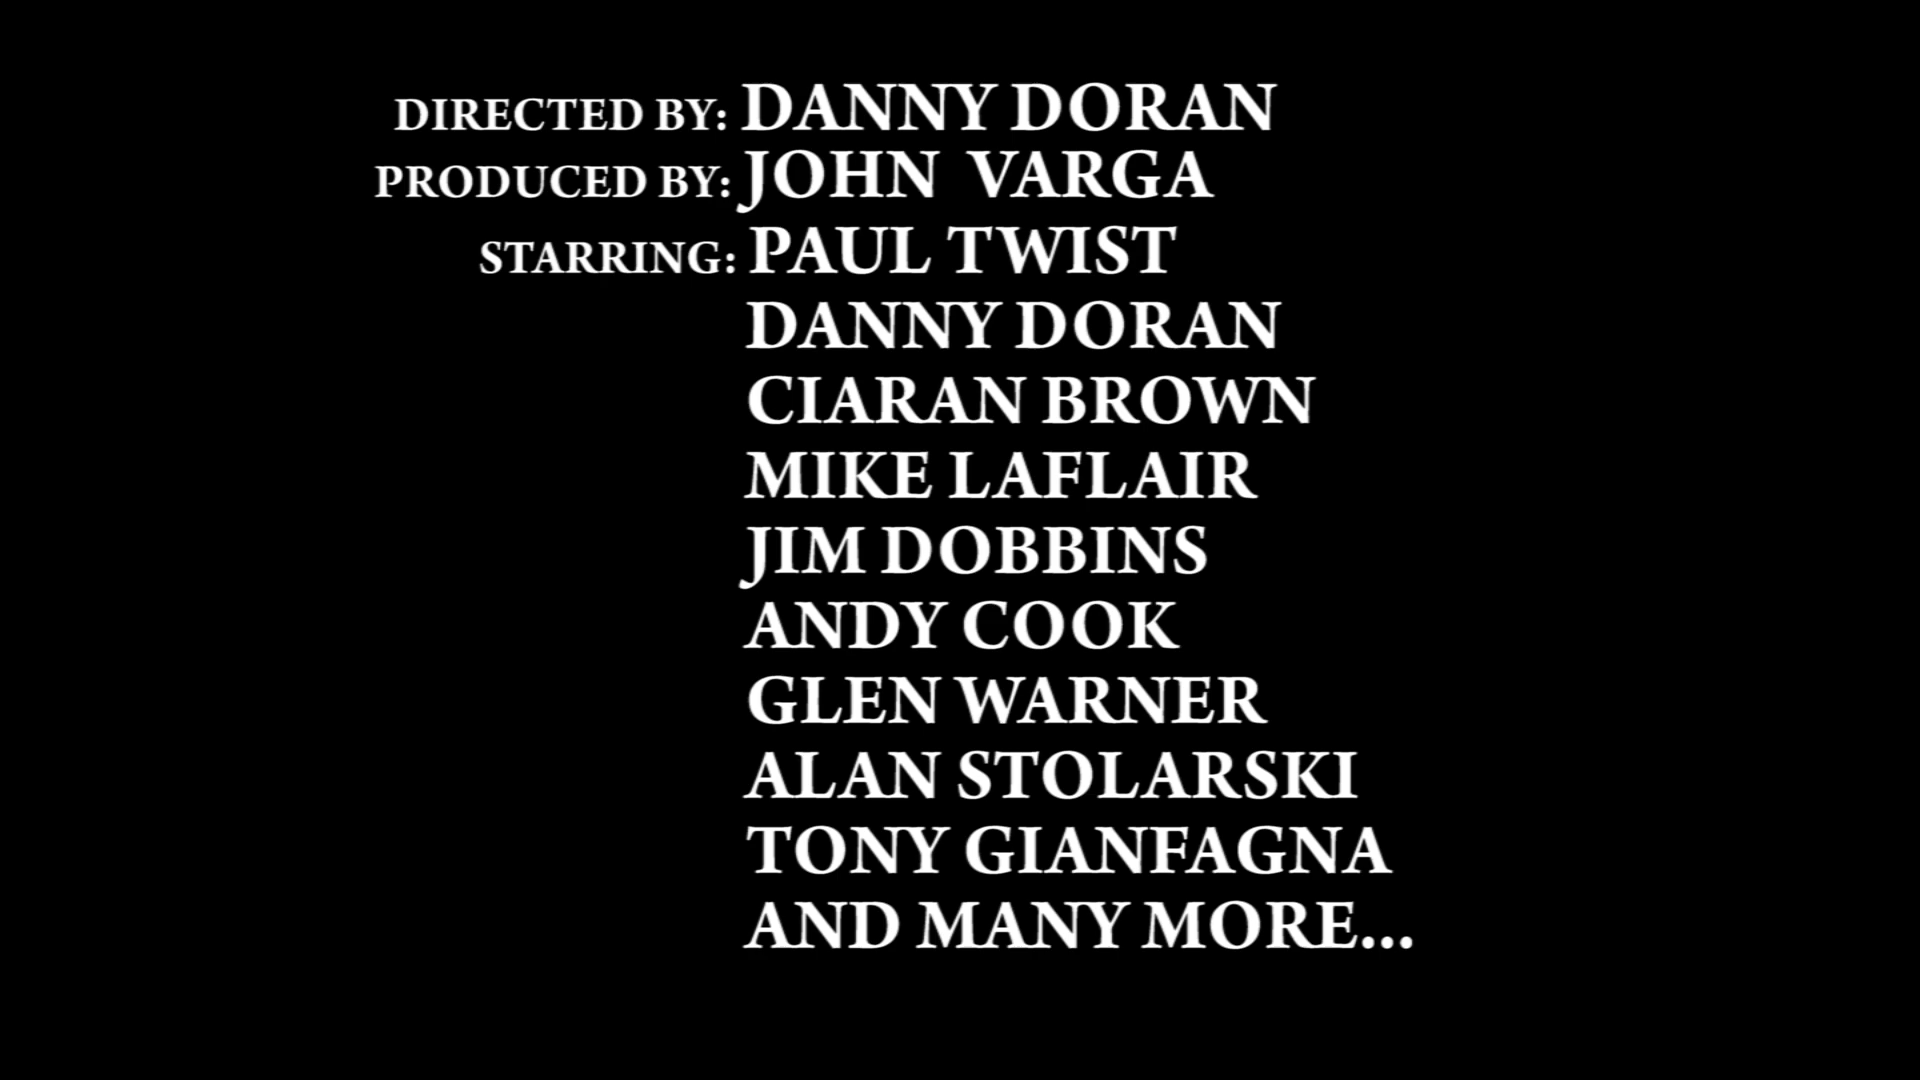 DIRECTED BY: DANNY DORAN
PRODUCED BY: JOHN VARGA
STARRING: PAUL TWIST
DANNY DORAN
CIARAN BROWN
MIKE LAFLAIR
JIM DOBBINS
ANDY COOK
GLEN WARNER
ALAN STOLARSKI
TONY GIANFAGNA
AND MANY MORE...